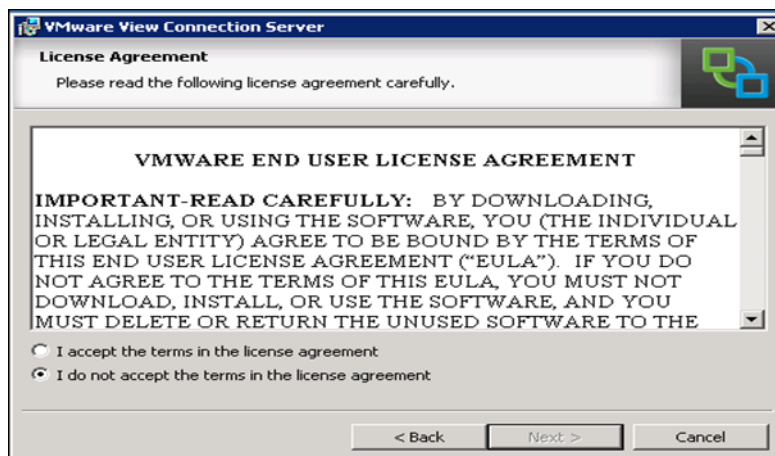 VMware View Connection Server
License Agreement
Please read the following license agreement carefully.
VMWARE END USER LICENSE AGREEMENT
IMPORTANT-READ CAREFULLY: BY DOWNLOADING,
INSTALLING, OR USING THE SOFTWARE, YOU (THE INDIVIDUAL
OR LEGAL ENTITY) AGREE TO BE BOUND BY THE TERMS OF
THIS END USER LICENSE AGREEMENT (“EULA”). IF YOU DO
NOT AGREE TO THE TERMS OF THIS EULA, YOU MUST NOT
DOWNLOAD, INSTALL, OR USE THE SOFTWARE, AND YOU
MUST DELETE OR RETURN THE UNUSED SOFTWARE TO THE
I accept the terms in the license agreement
I do not accept the terms in the license agreement
< Back Next > Cancel